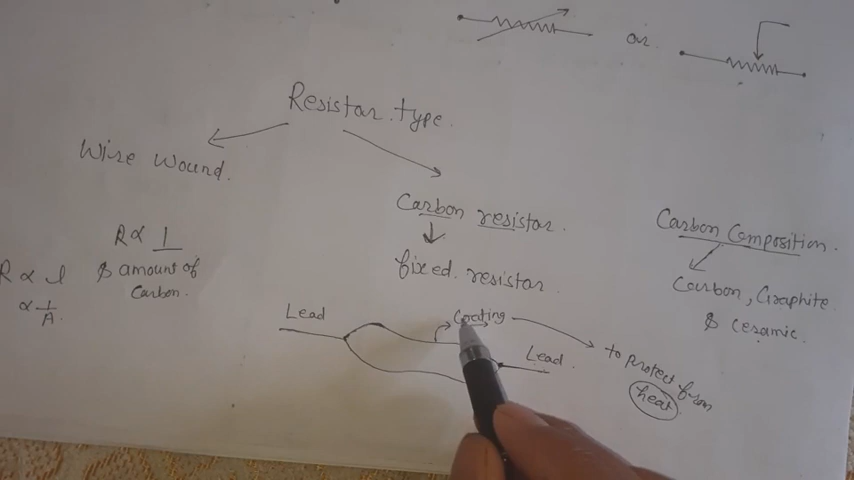 or
Resistor type.
Wire Wound.
Carbon resistor.
fixed resistor
Carbon Composition.
Carbon, Graphite
& ceramic.
R ∝ 1
& amount of
Carbon.
R ∝ l
∝ 1/A.
Lead
Coating
Lead.
to protect from
heat